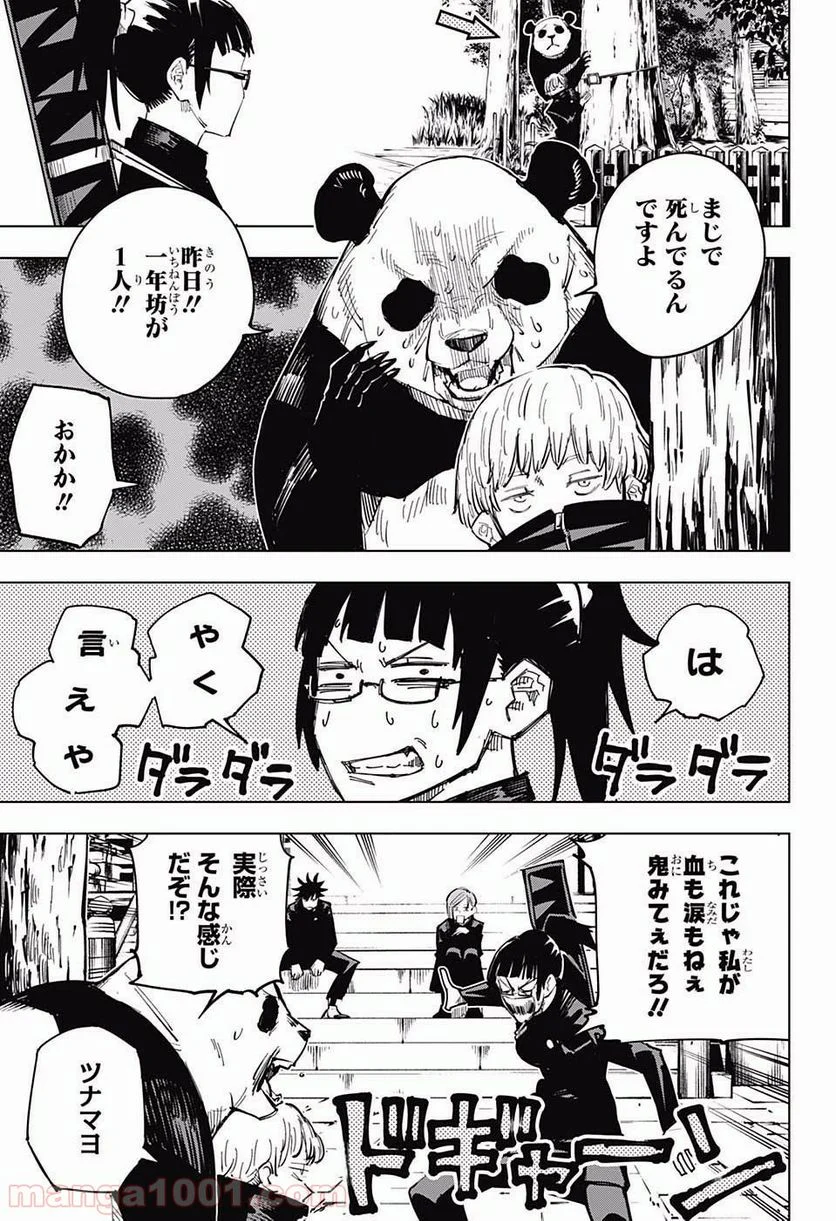 まじで
死んでるん
ですよ
昨日!!
一年坊が
1人!!
おかか!!
は
やく
言えや
ダラダラ
ダラダラ
これじゃ私が
血も涙もねぇ
鬼みてぇだろ!!
実際
そんな感じ
だぞ!?
ツナマヨ
ドギャーン
manga1001.com